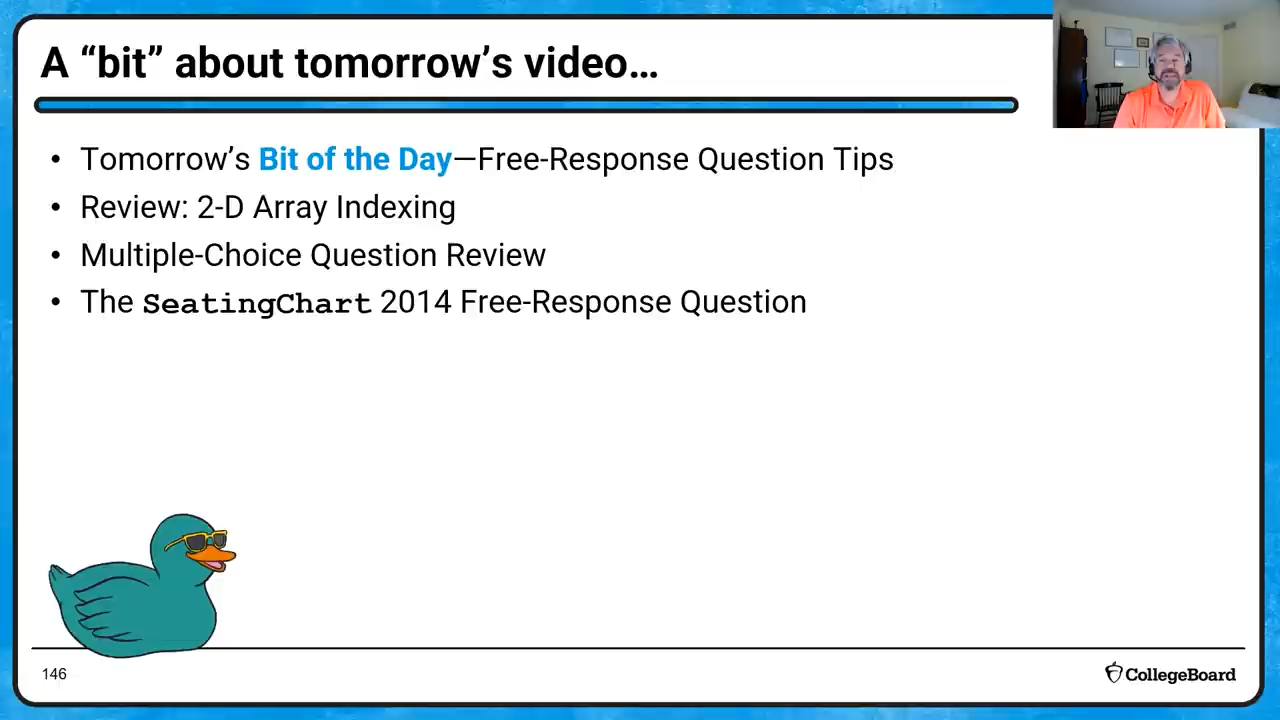 A “bit” about tomorrow’s video…
• Tomorrow’s Bit of the Day—Free-Response Question Tips
• Review: 2-D Array Indexing
• Multiple-Choice Question Review
• The SeatingChart 2014 Free-Response Question
146
CollegeBoard